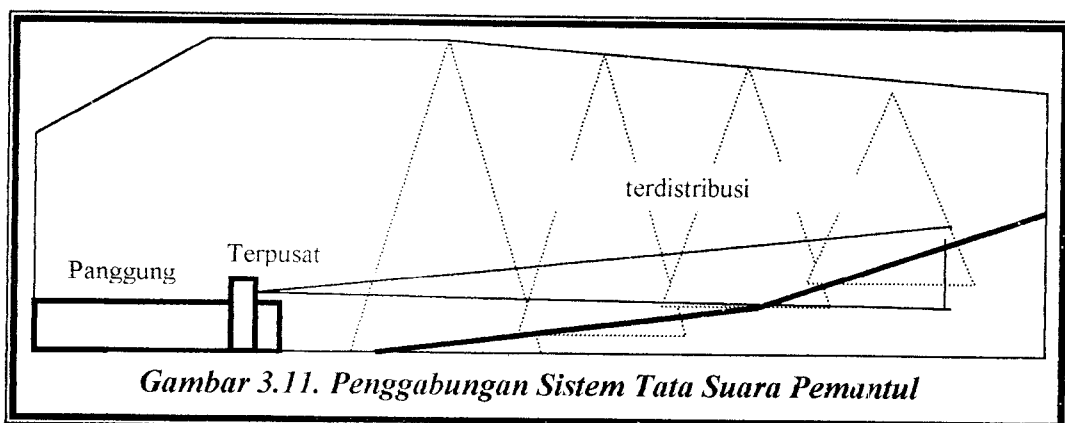 terdistribusi
Terpusat
Panggung
Gambar 3.11. Penggabungan Sistem Tata Suara Pemantul